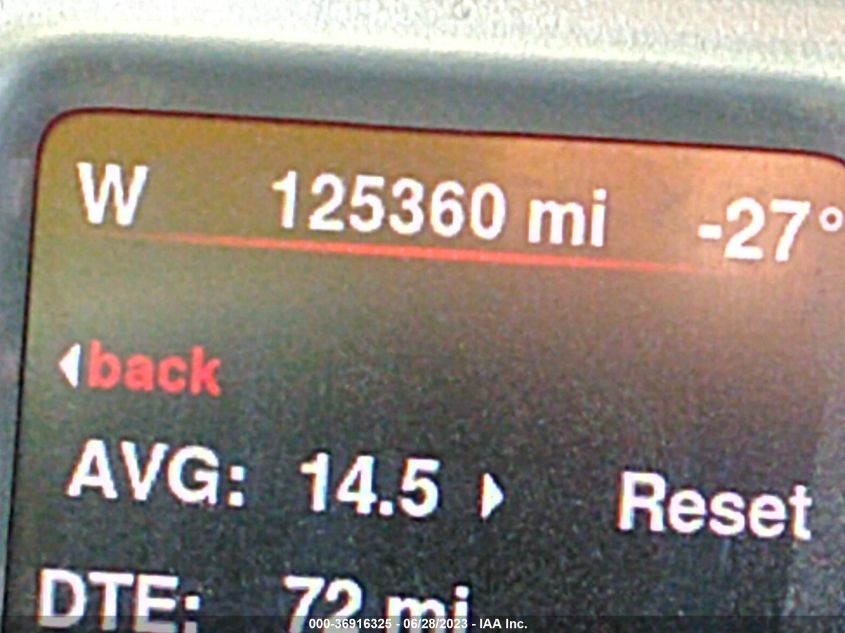 W 125360 mi -27°
back
AVG: 14.5 Reset
DTE: 72 mi
000-36916325 - 06/28/2023 - IAA Inc.